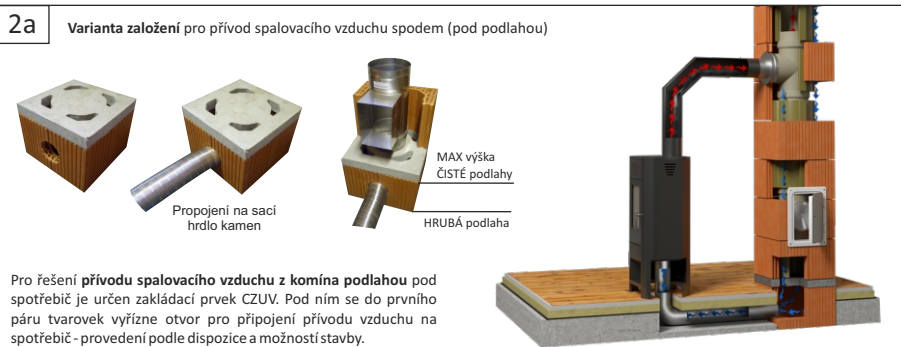 2a
Varianta založení pro přívod spalovacího vzduchu spodem (pod podlahou)
Propojení na sací
hrdlo kamen
MAX výška
ČISTÉ podlahy
HRUBÁ podlaha
Pro řešení přívodu spalovacího vzduchu z komína podlahou pod
spotřebič je určen zakládací prvek CZUV. Pod ním se do prvního
páru tvarovek vyřízne otvor pro připojení přívodu vzduchu na
spotřebič - provedení podle dispozice a možností stavby.